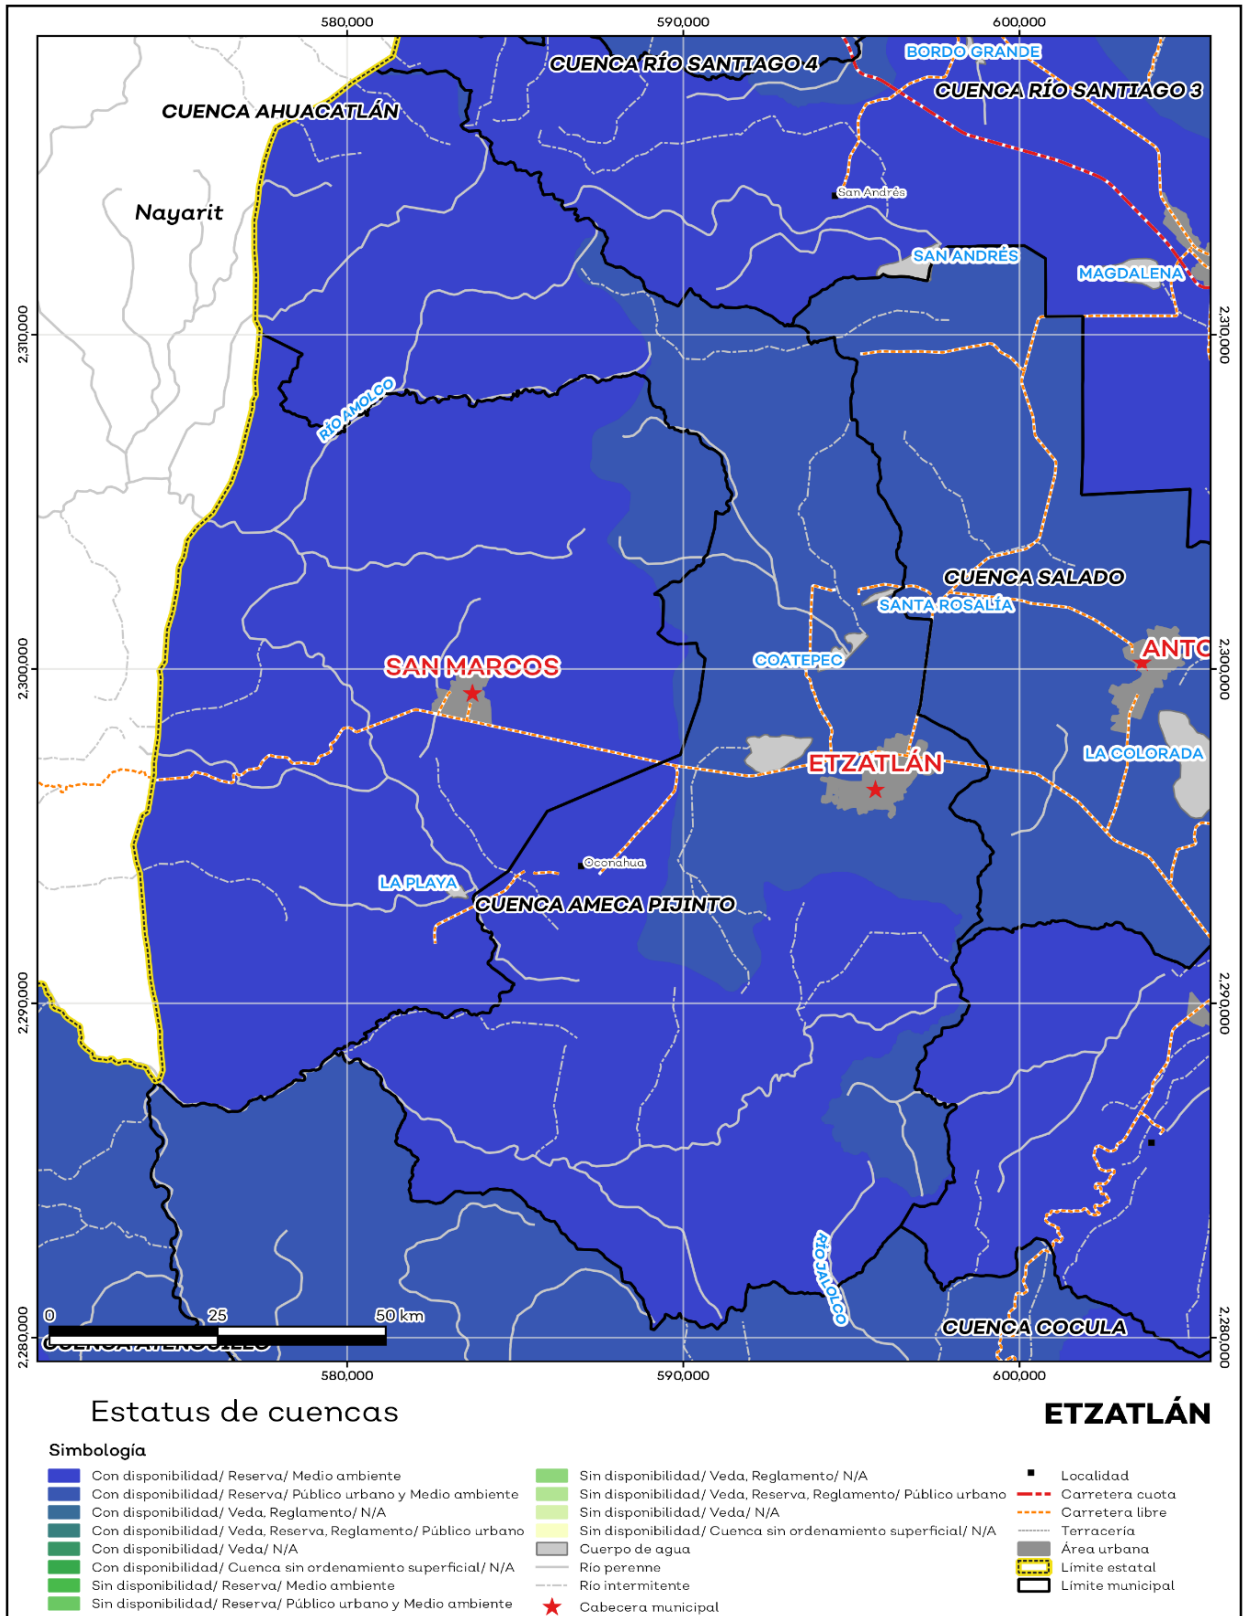 580,000
590,000
600,000
CUENCA RÍO SANTIAGO 4
BORDO GRANDE
CUENCA RÍO SANTIAGO 3
CUENCA AHUACATLÁN
San Andrés
Nayarit
SAN ANDRÉS
MAGDALENA
2,310,000
2,310,000
RÍO AMOLCO
CUENCA SALADO
SANTA ROSALÍA
SAN MARCOS
COATEPEC
ANTO
2,300,000
2,300,000
ETZATLÁN
LA COLORADA
Oconahua
LA PLAYA
CUENCA AMECA PIJINTO
2,290,000
2,290,000
RÍO JALOLCO
0 25 50 km
CUENCA COCULA
2,280,000
2,280,000
580,000
590,000
600,000
Estatus de cuencas
ETZATLÁN
Simbología
Con disponibilidad/ Reserva/ Medio ambiente
Con disponibilidad/ Reserva/ Público urbano y Medio ambiente
Con disponibilidad/ Veda, Reglamento/ N/A
Con disponibilidad/ Veda, Reserva, Reglamento/ Público urbano
Con disponibilidad/ Veda/ N/A
Con disponibilidad/ Cuenca sin ordenamiento superficial/ N/A
Sin disponibilidad/ Reserva/ Medio ambiente
Sin disponibilidad/ Reserva/ Público urbano y Medio ambiente
Sin disponibilidad/ Veda, Reglamento/ N/A
Sin disponibilidad/ Veda, Reserva, Reglamento/ Público urbano
Sin disponibilidad/ Veda/ N/A
Sin disponibilidad/ Cuenca sin ordenamiento superficial/ N/A
Cuerpo de agua
Río perenne
Río intermitente
Cabecera municipal
Localidad
Carretera cuota
Carretera libre
Terracería
Área urbana
Límite estatal
Límite municipal